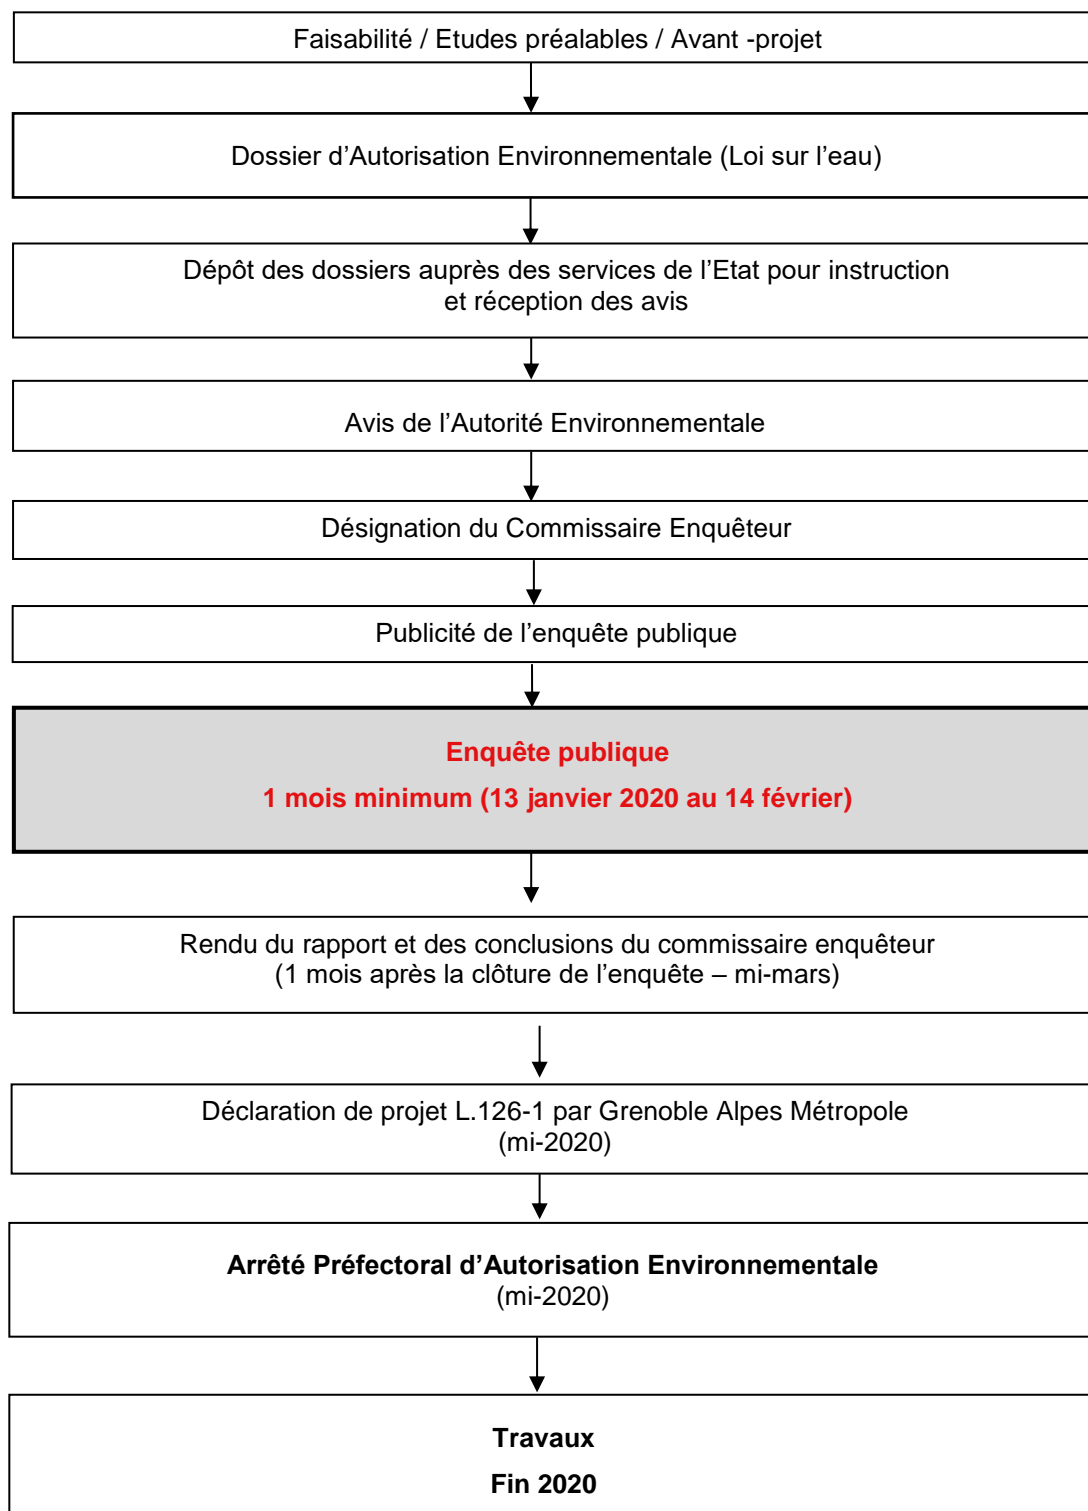 Faisabilité / Etudes préalables / Avant -projet
Dossier d’Autorisation Environnementale (Loi sur l’eau)
Dépôt des dossiers auprès des services de l’Etat pour instruction
et réception des avis
Avis de l’Autorité Environnementale
Désignation du Commissaire Enquêteur
Publicité de l’enquête publique
Enquête publique
1 mois minimum (13 janvier 2020 au 14 février)
Rendu du rapport et des conclusions du commissaire enquêteur
(1 mois après la clôture de l’enquête – mi-mars)
Déclaration de projet L.126-1 par Grenoble Alpes Métropole
(mi-2020)
Arrêté Préfectoral d’Autorisation Environnementale
(mi-2020)
Travaux
Fin 2020